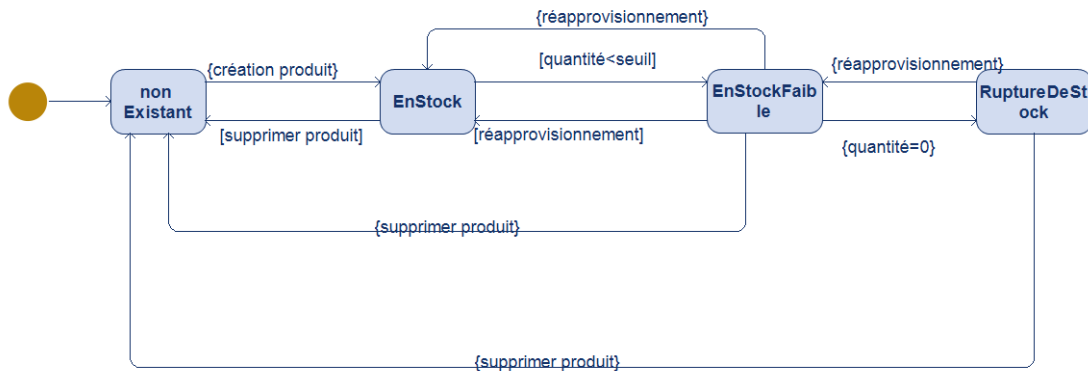 {réapprovisionnement}
{création produit}
[quantité<seuil]
{réapprovisionnement}
non
Existant
EnStock
EnStockFaib
le
RuptureDeSt
ock
[supprimer produit]
[réapprovisionnement]
{quantité=0}
{supprimer produit}
{supprimer produit}